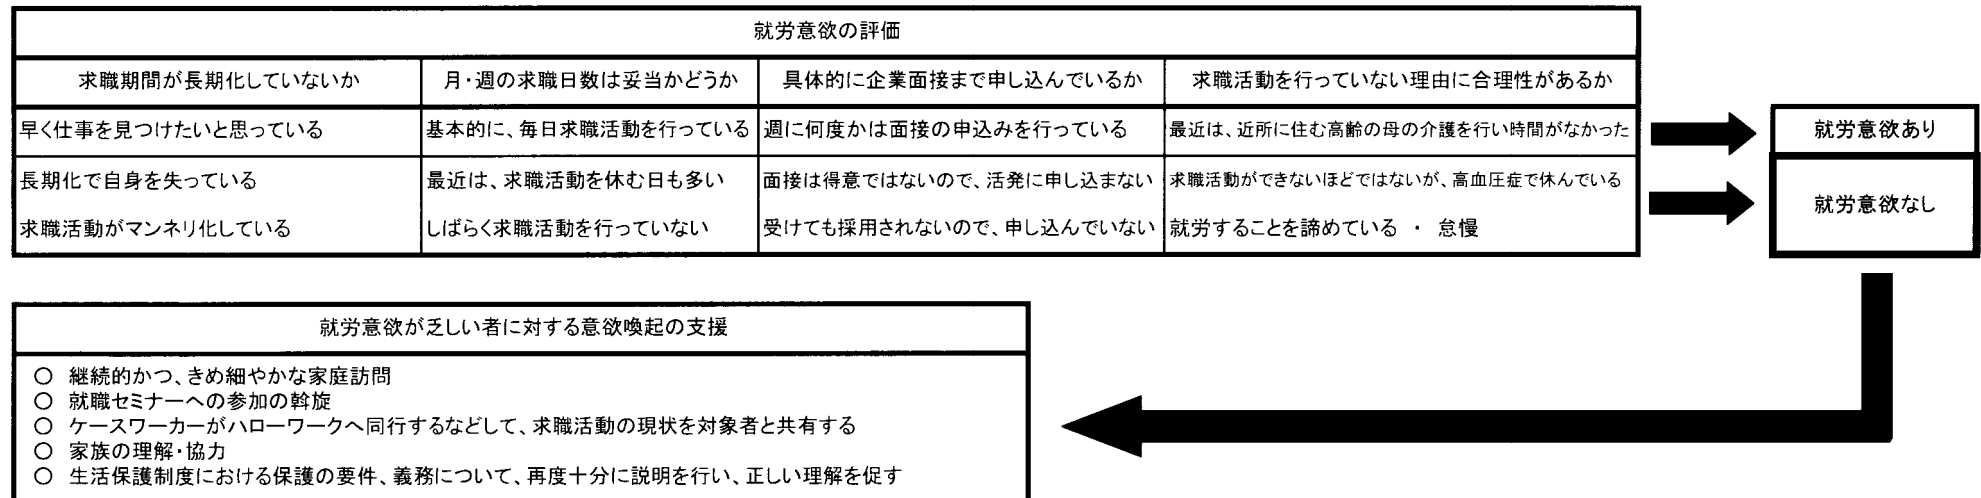 就労意欲の評価
求職期間が長期化していないか 月・週の求職日数は妥当かどうか 具体的に企業面接まで申し込んでいるか 求職活動を行っていない理由に合理性があるか
早く仕事を見つけたいと思っている 基本的に、毎日求職活動を行っている 週に何度かは面接の申込みを行っている 最近は、近所に住む高齢の母の介護を行い時間がなかった 就労意欲あり
長期化で自身を失っている 最近は、求職活動を休む日も多い 面接は得意ではないので、活発に申し込まない 求職活動ができないほどではないが、高血圧症で休んでいる
就労意欲なし
求職活動がマンネリ化している しばらく求職活動を行っていない 受けても採用されないので、申し込んでいない 就労することを諦めている ・ 怠慢
就労意欲が乏しい者に対する意欲喚起の支援
○ 継続的かつ、きめ細やかな家庭訪問
○ 就職セミナーへの参加の斡旋
○ ケースワーカーがハローワークへ同行するなどして、求職活動の現状を対象者と共有する
○ 家族の理解・協力
○ 生活保護制度における保護の要件、義務について、再度十分に説明を行い、正しい理解を促す